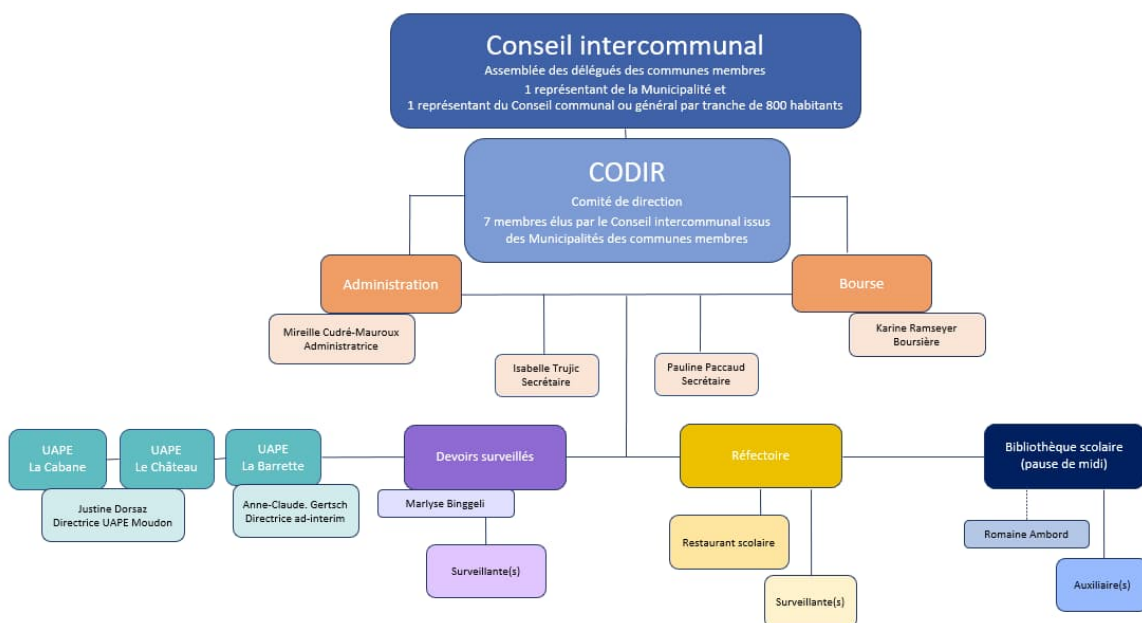 Conseil intercommunal
Assemblée des délégués des communes membres
1 représentant de la Municipalité et
1 représentant du Conseil communal ou général par tranche de 800 habitants
CODIR
Comité de direction
7 membres élus par le Conseil intercommunal issus
des Municipalités des communes membres
Administration
Bourse
Mireille Cudré-Mauroux
Administratrice
Karine Ramseyer
Boursière
Isabelle Trujic
Secrétaire
Pauline Paccaud
Secrétaire
UAPE
La Cabane
UAPE
Le Château
UAPE
La Barrette
Devoirs surveillés
Réfectoire
Bibliothèque scolaire
(pause de midi)
Justine Dorsaz
Directrice UAPE Moudon
Anne-Claude. Gertsch
Directrice ad-interim
Marlyse Binggeli
Surveillante(s)
Restaurant scolaire
Surveillante(s)
Romaine Ambord
Auxiliaire(s)